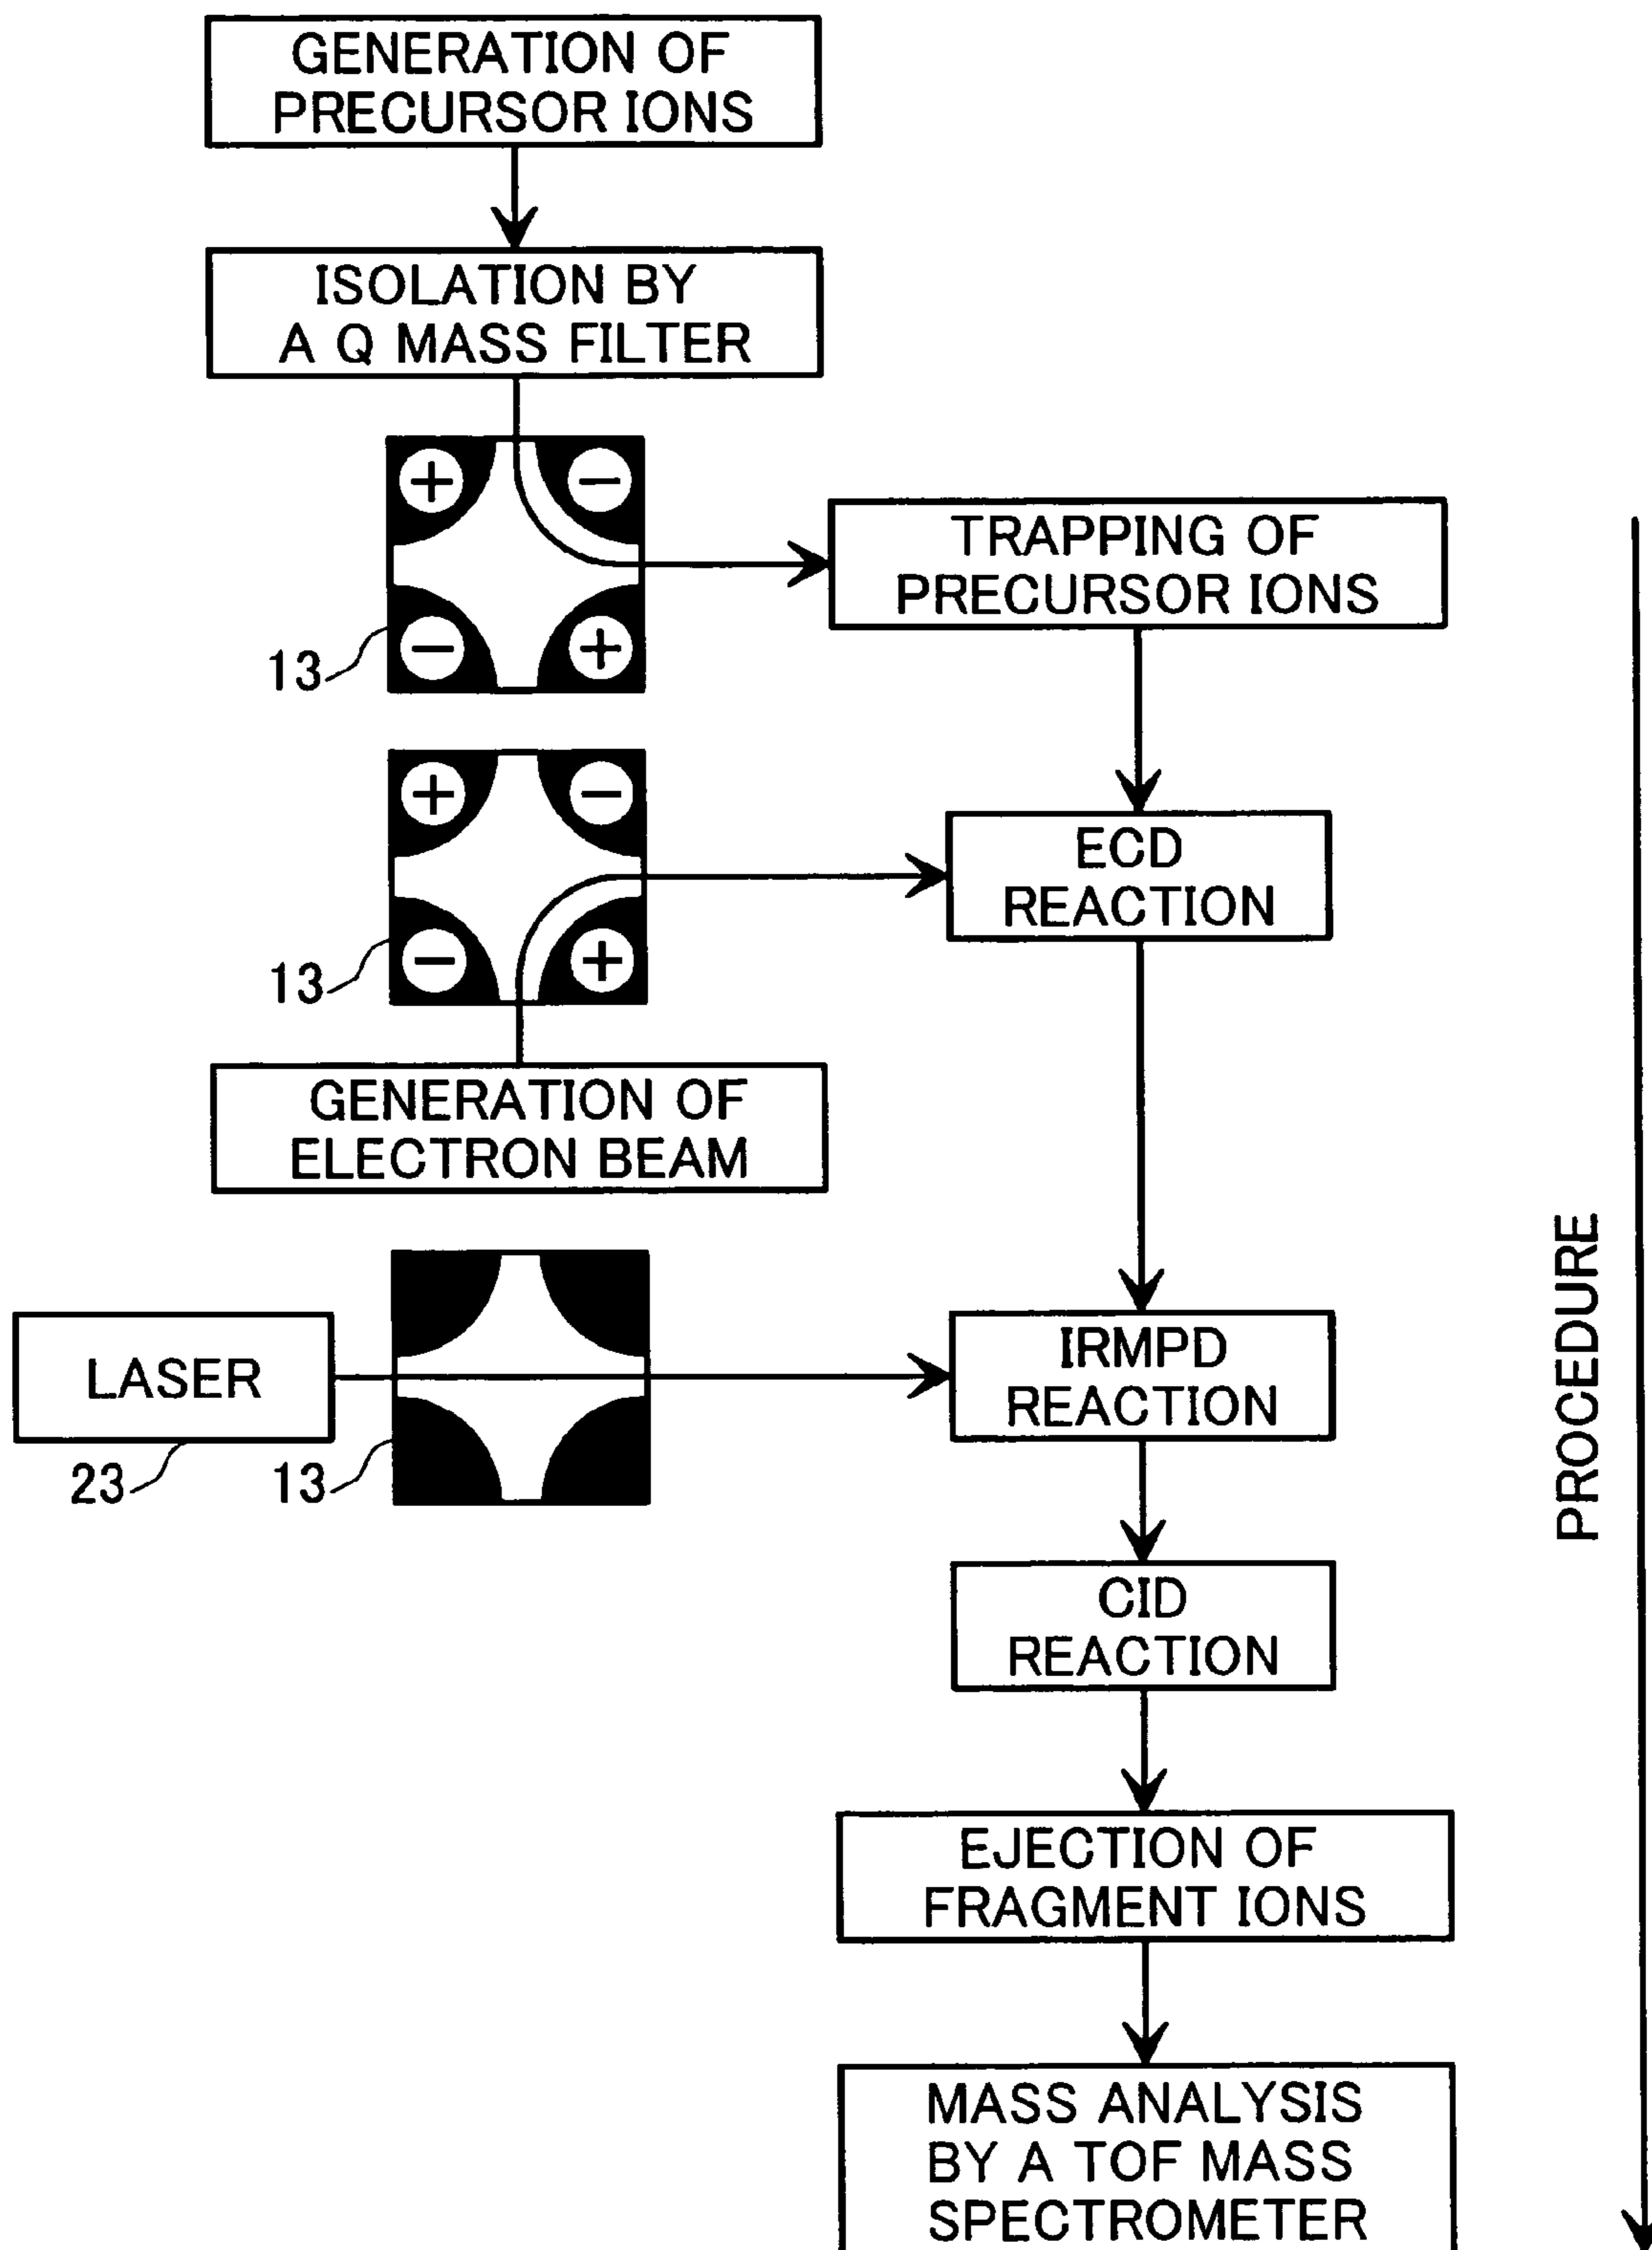 GENERATION OF
PRECURSOR IONS
ISOLATION BY
A Q MASS FILTER
+ −
− +
13
TRAPPING OF
PRECURSOR IONS
+ −
− +
13
ECD
REACTION
GENERATION OF
ELECTRON BEAM
LASER
23
13
IRMPD
REACTION
CID
REACTION
EJECTION OF
FRAGMENT IONS
MASS ANALYSIS
BY A TOF MASS
SPECTROMETER
PROCEDURE